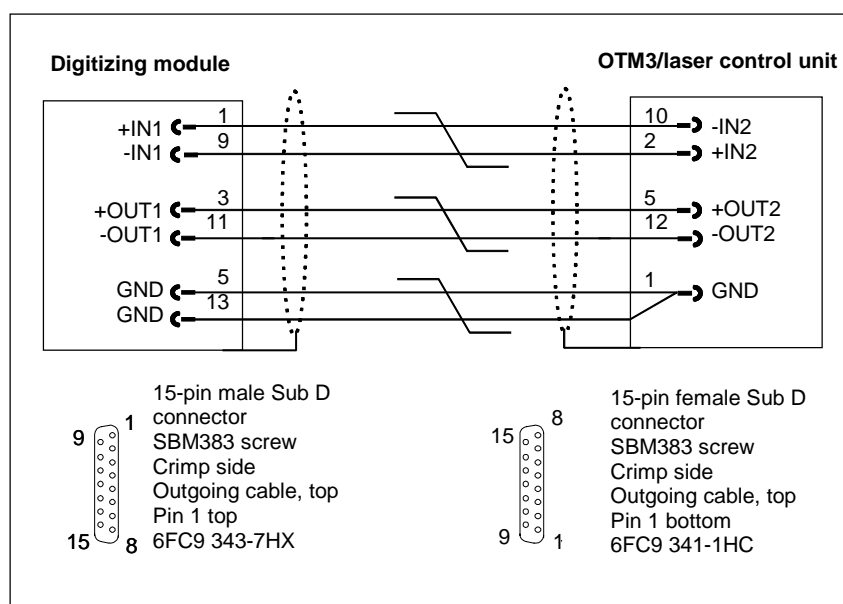 Digitizing module
OTM3/laser control unit
+IN1 1 10 -IN2
-IN1 9 2 +IN2
+OUT1 3 5 +OUT2
-OUT1 11 12 -OUT2
GND 5 1 GND
GND 13
15-pin male Sub D
connector
SBM383 screw
Crimp side
Outgoing cable, top
Pin 1 top
6FC9 343-7HX
1
9
15
8
15-pin female Sub D
connector
SBM383 screw
Crimp side
Outgoing cable, top
Pin 1 bottom
6FC9 341-1HC
8
15
9
1